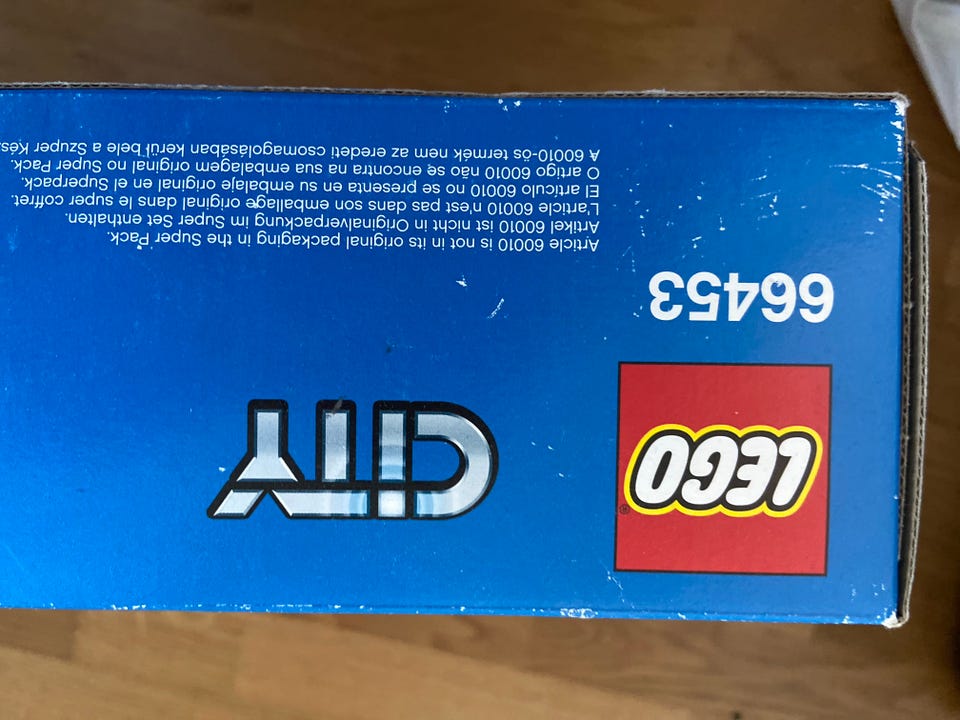 LEGO
®
CITY
66453
Article 60010 is not in its original packaging in the Super Pack.
Artikel 60010 ist nicht in Originalverpackung im Super Set enthalten.
L'article 60010 n'est pas dans son emballage original dans le super coffret.
El artículo 60010 no se presenta en su embalaje original en el Superpack.
O artigo 60010 não se encontra na sua embalagem original no Super Pack.
A 60010-ös termék nem az eredeti csomagolásában kerül bele a Szuper